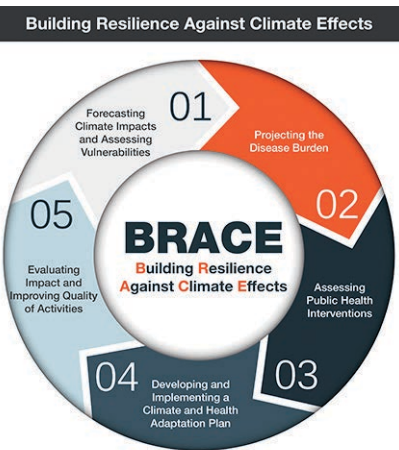 Building Resilience Against Climate Effects
01
Forecasting
Climate Impacts
and Assessing
Vulnerabilities
Projecting the
Disease Burden
02
Assessing
Public Health
Interventions
03
04
Developing and
Implementing a
Climate and Health
Adaptation Plan
05
Evaluating
Impact and
Improving Quality
of Activities
BRACE
Building Resilience
Against Climate Effects